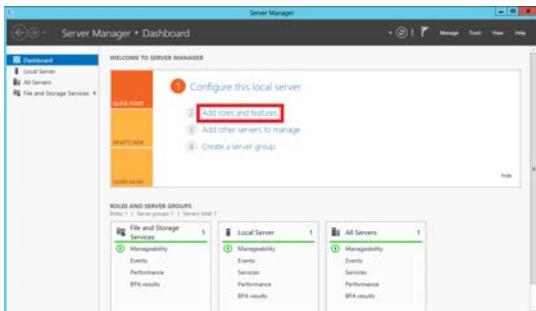 Server Manager
Server Manager • Dashboard
Manage Tools View Help
Dashboard
Local Server
All Servers
File and Storage Services
WELCOME TO SERVER MANAGER
QUICK START
WHAT'S NEW
LEARN MORE
1 Configure this local server
2 Add roles and features
3 Add other servers to manage
4 Create a server group
Hide
ROLES AND SERVER GROUPS
Roles: 1 | Server groups: 1 | Servers total: 1
File and Storage Services 1
Manageability
Events
Performance
BPA results
Local Server 1
Manageability
Events
Services
Performance
BPA results
All Servers 1
Manageability
Events
Services
Performance
BPA results